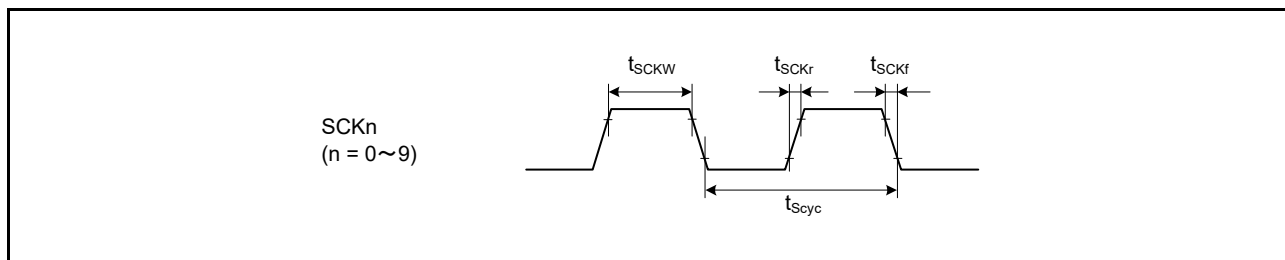 tSCKW
tSCKr
tSCKf
SCKn
(n = 0～9)
tScyc